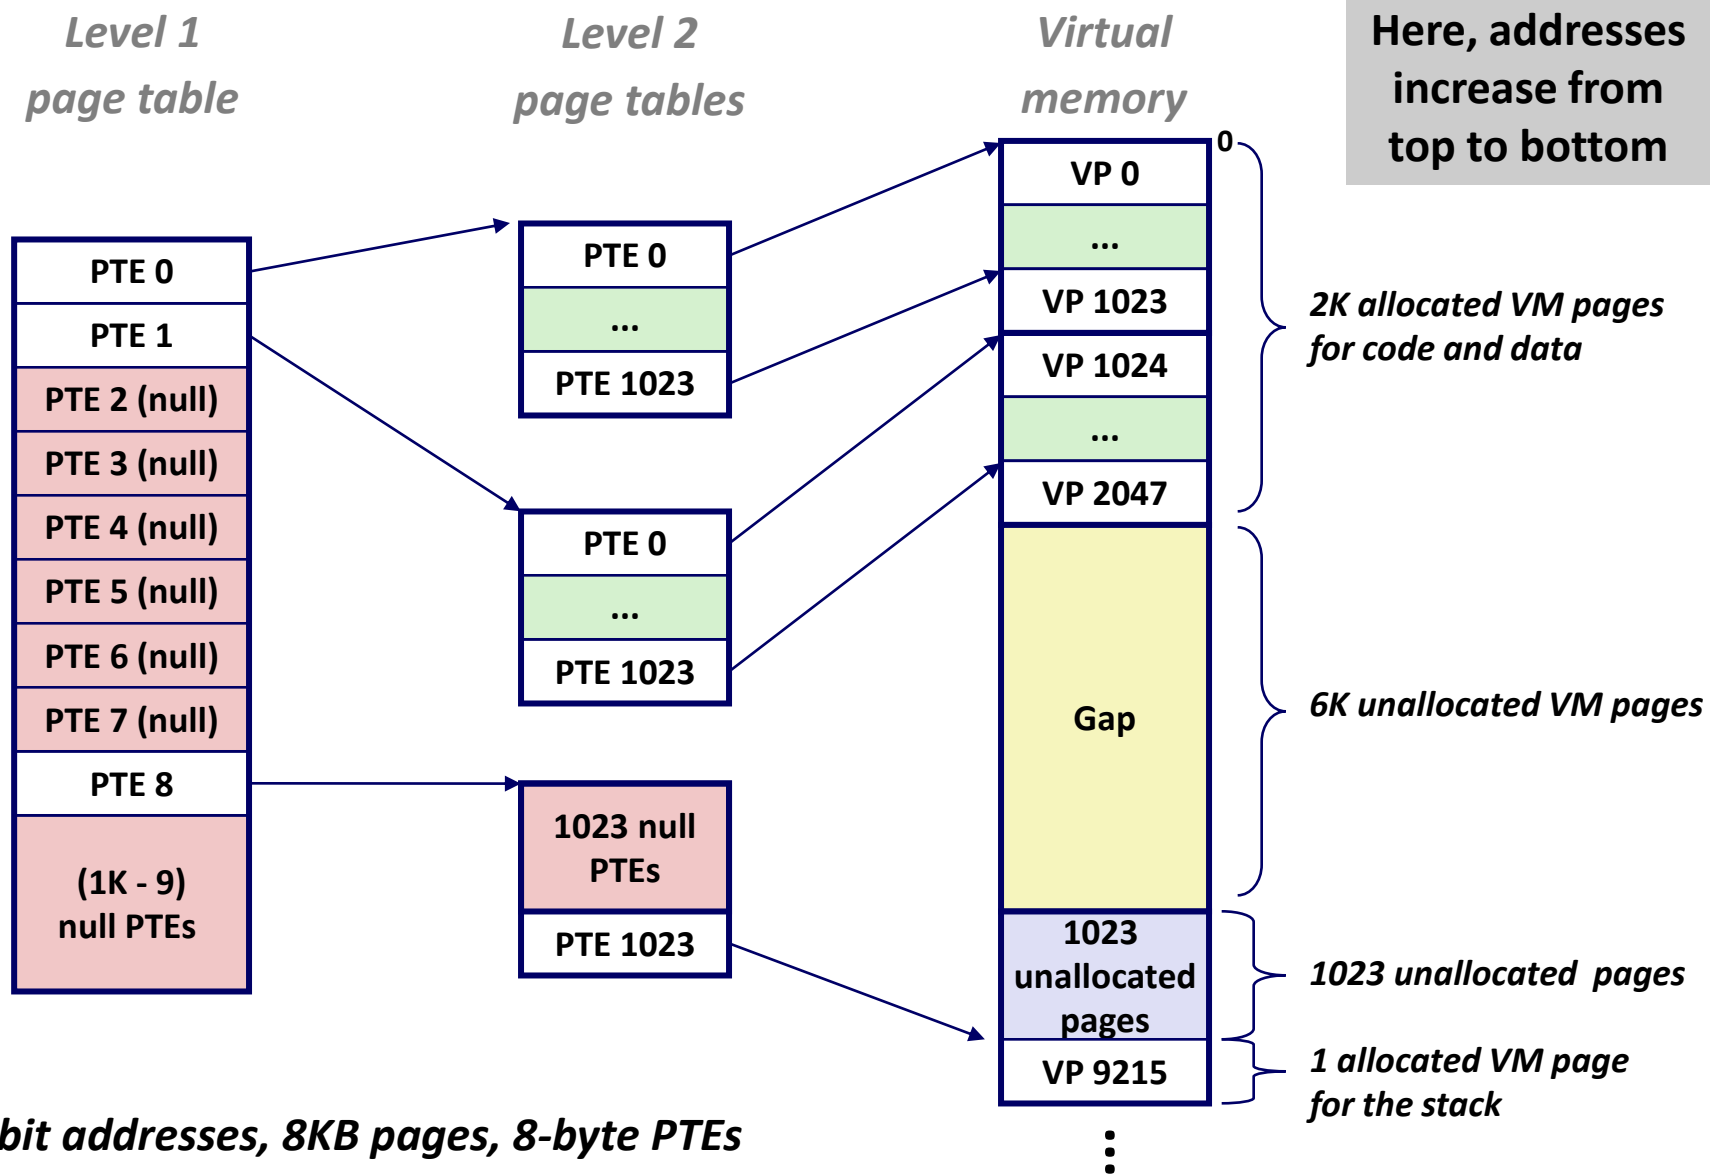 Level 1
page table
Level 2
page tables
Virtual
memory
Here, addresses
increase from
top to bottom
PTE 0
PTE 1
PTE 2 (null)
PTE 3 (null)
PTE 4 (null)
PTE 5 (null)
PTE 6 (null)
PTE 7 (null)
PTE 8
(1K - 9)
null PTEs
PTE 0
...
PTE 1023
PTE 0
...
PTE 1023
1023 null
PTEs
PTE 1023
0
VP 0
...
VP 1023
VP 1024
...
VP 2047
Gap
1023
unallocated
pages
VP 9215
2K allocated VM pages
for code and data
6K unallocated VM pages
1023 unallocated pages
1 allocated VM page
for the stack
bit addresses, 8KB pages, 8-byte PTEs